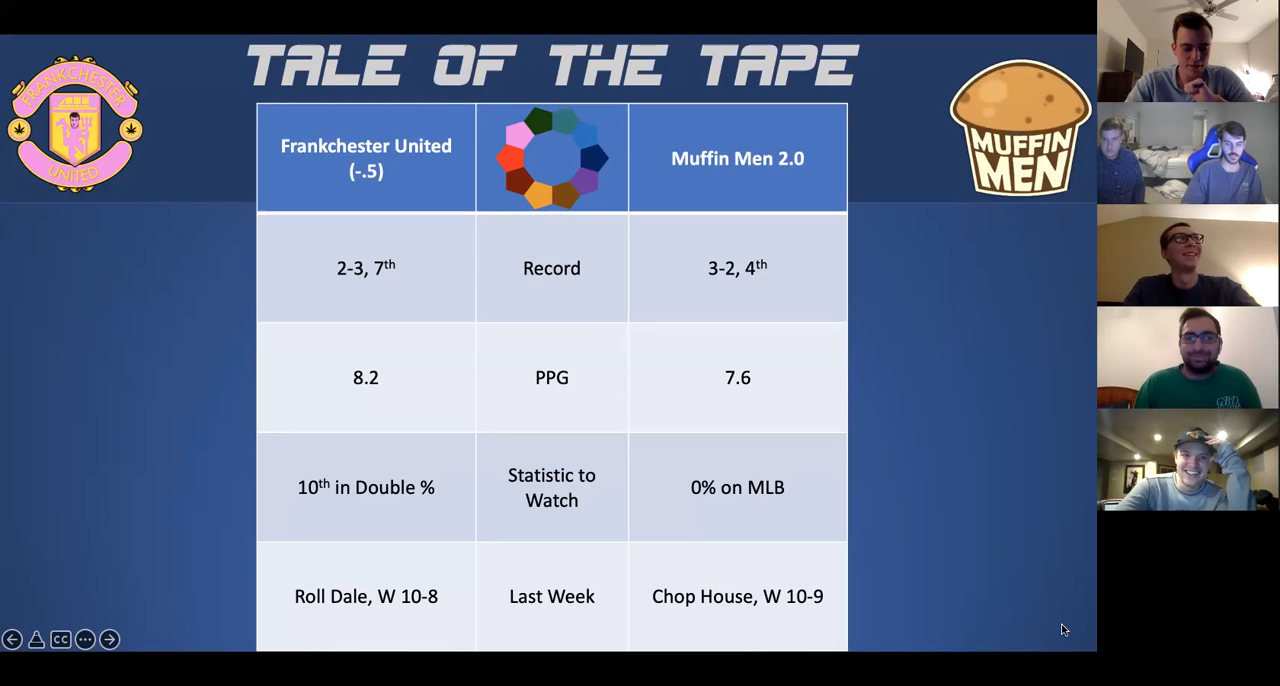 TALE OF THE TAPE
FRANKCHESTER
UNITED
MUFFIN
MEN
Frankchester United
(-.5)
Muffin Men 2.0
2-3, 7th
Record
3-2, 4th
8.2
PPG
7.6
10th in Double %
Statistic to
Watch
0% on MLB
Roll Dale, W 10-8
Last Week
Chop House, W 10-9
CC